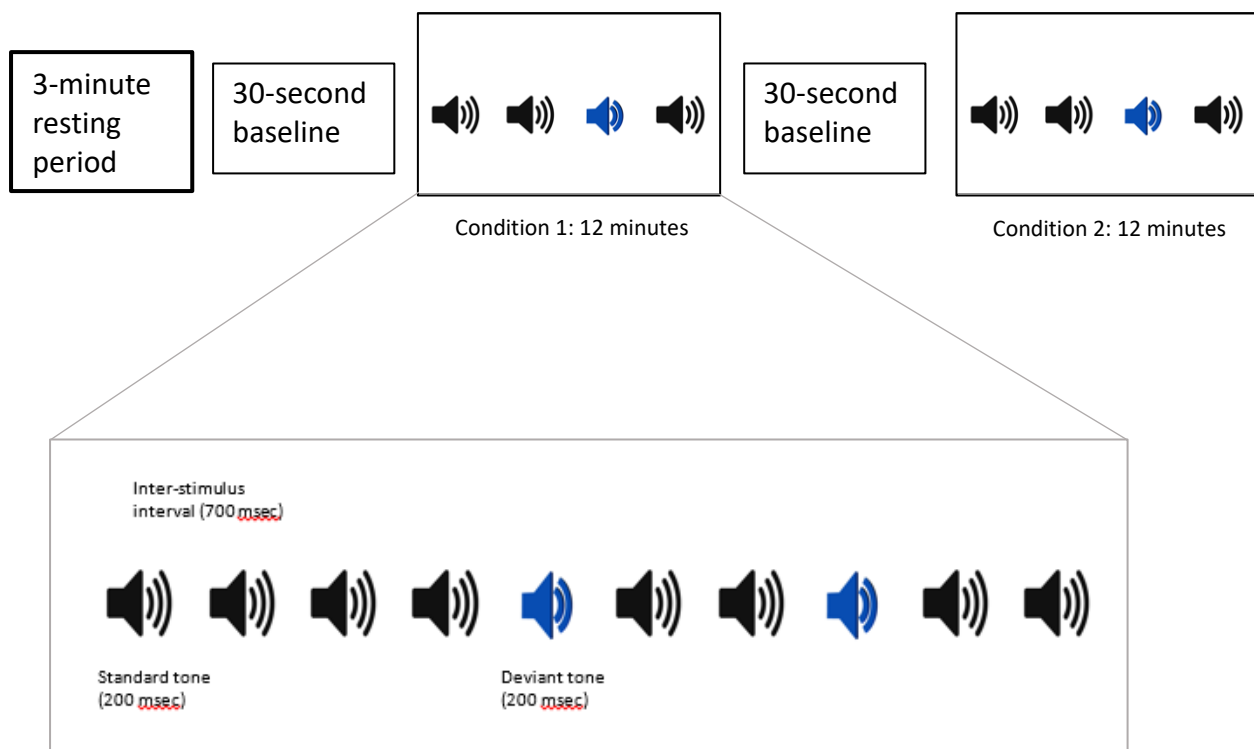 3-minute
resting
period
30-second
baseline
30-second
baseline
Condition 1: 12 minutes
Condition 2: 12 minutes
Inter-stimulus
interval (700 msec)
Standard tone
(200 msec)
Deviant tone
(200 msec)